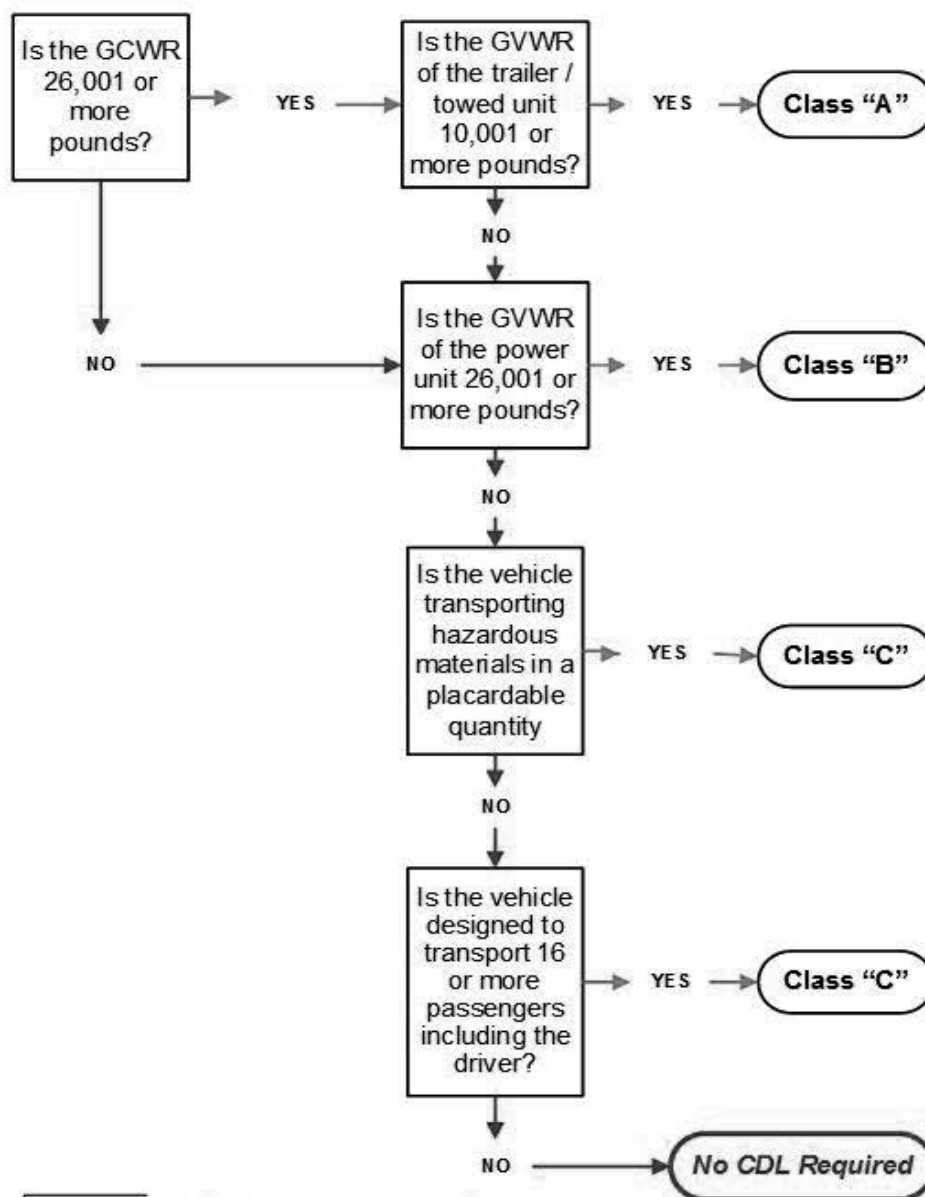 Is the GCWR
26,001 or
more
pounds?
YES
Is the GVWR
of the trailer /
towed unit
10,001 or
more pounds?
YES
Class “A”
NO
NO
Is the GVWR
of the power
unit 26,001 or
more pounds?
YES
Class “B”
NO
Is the vehicle
transporting
hazardous
materials in a
placardable
quantity
YES
Class “C”
NO
Is the vehicle
designed to
transport 16
or more
passengers
including the
driver?
YES
Class “C”
NO
No CDL Required